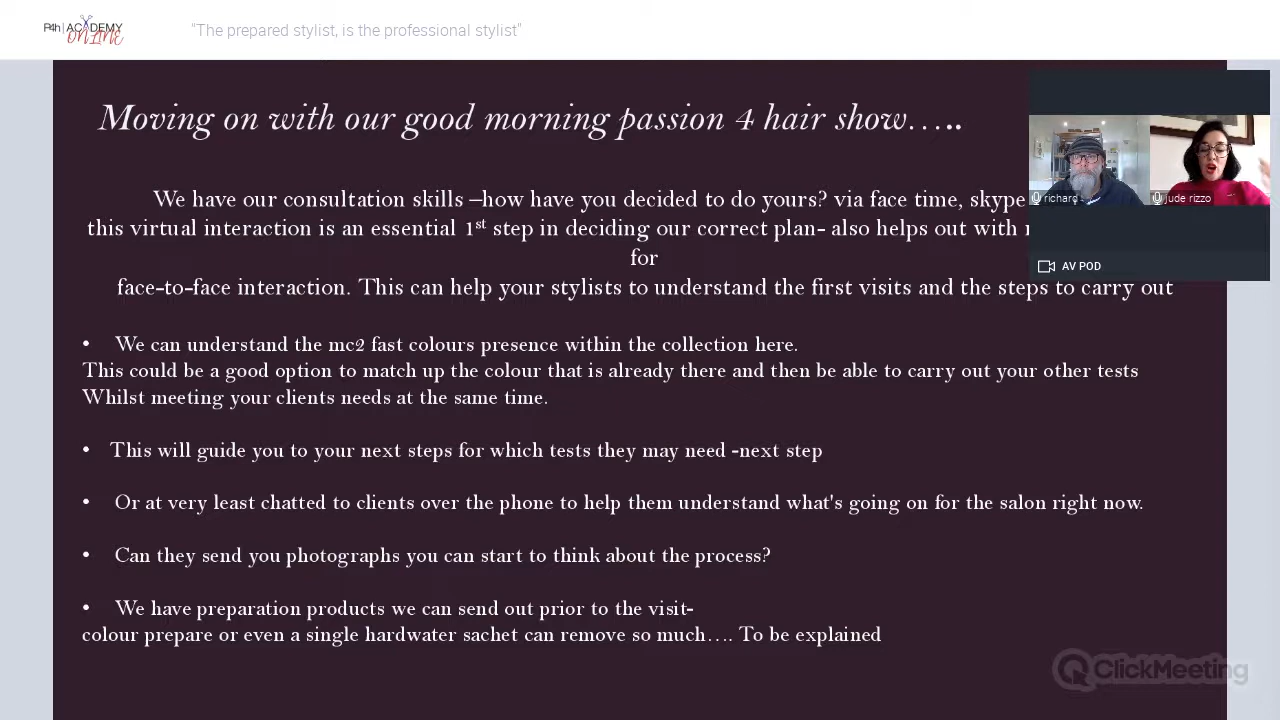 P4h | ACADEMY
ONLINE
"The prepared stylist, is the professional stylist"
Moving on with our good morning passion 4 hair show…..
We have our consultation skills –how have you decided to do yours? via face time, skype
this virtual interaction is an essential 1st step in deciding our correct plan- also helps out with
for
face-to-face interaction. This can help your stylists to understand the first visits and the steps to carry out
• We can understand the mc2 fast colours presence within the collection here.
This could be a good option to match up the colour that is already there and then be able to carry out your other tests
Whilst meeting your clients needs at the same time.
• This will guide you to your next steps for which tests they may need -next step
• Or at very least chatted to clients over the phone to help them understand what's going on for the salon right now.
• Can they send you photographs you can start to think about the process?
• We have preparation products we can send out prior to the visit-
colour prepare or even a single hardwater sachet can remove so much…. To be explained
richard -
jude rizzo
AV POD
ClickMeeting